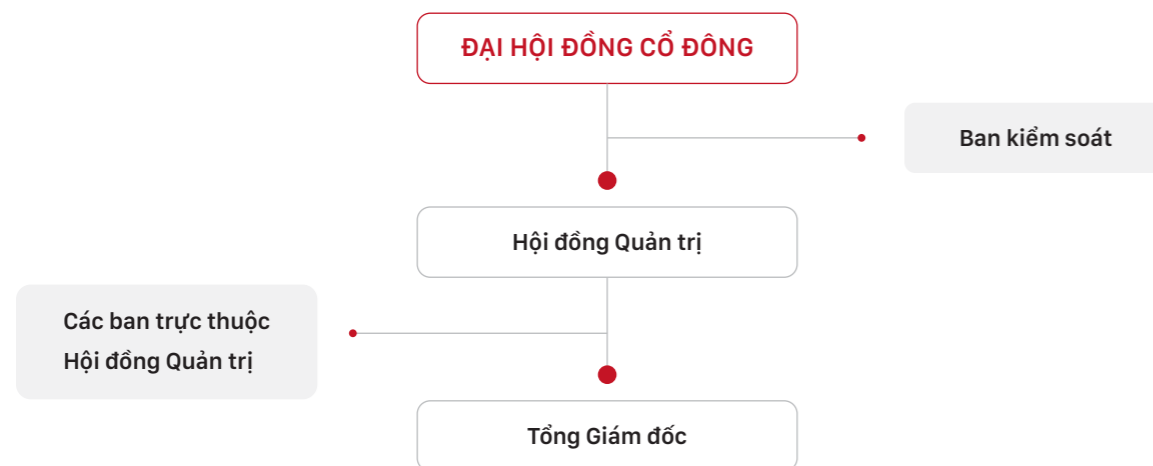 ĐẠI HỘI ĐỒNG CỔ ĐÔNG
Ban kiểm soát
Hội đồng Quản trị
Các ban trực thuộc
Hội đồng Quản trị
Tổng Giám đốc